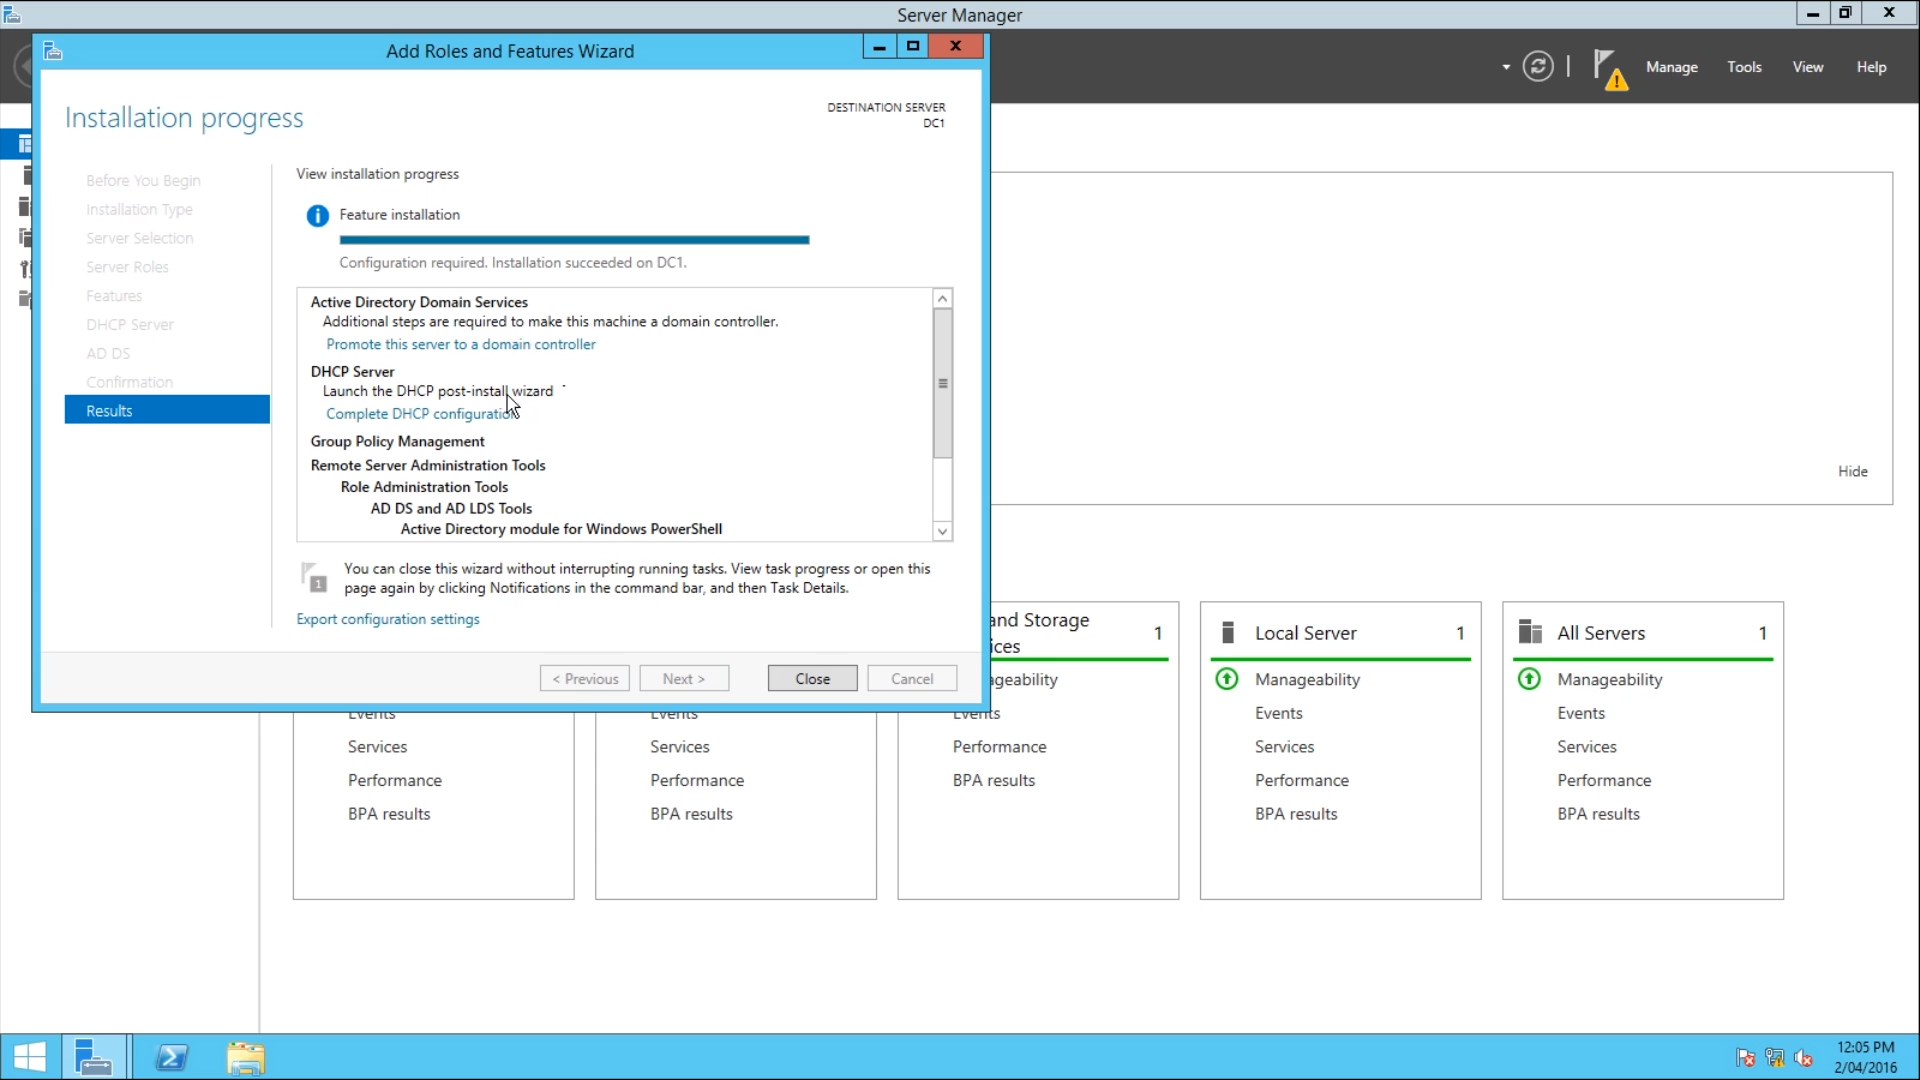 Server Manager
Add Roles and Features Wizard
Manage
Tools
View
Help
Installation progress
DESTINATION SERVER
DC1
Before You Begin
Installation Type
Server Selection
Server Roles
Features
DHCP Server
AD DS
Confirmation
Results
View installation progress
Feature installation
Configuration required. Installation succeeded on DC1.
Active Directory Domain Services
Additional steps are required to make this machine a domain controller.
Promote this server to a domain controller
DHCP Server
Launch the DHCP post-install wizard
Complete DHCP configuration
Group Policy Management
Remote Server Administration Tools
Role Administration Tools
AD DS and AD LDS Tools
Active Directory module for Windows PowerShell
1
You can close this wizard without interrupting running tasks. View task progress or open this
page again by clicking Notifications in the command bar, and then Task Details.
Export configuration settings
< Previous
Next >
Close
Cancel
Hide
Events
Services
Performance
BPA results
Events
Services
Performance
BPA results
and Storage
ices
1
ageability
Events
Performance
BPA results
Local Server
1
Manageability
Events
Services
Performance
BPA results
All Servers
1
Manageability
Events
Services
Performance
BPA results
12:05 PM
2/04/2016